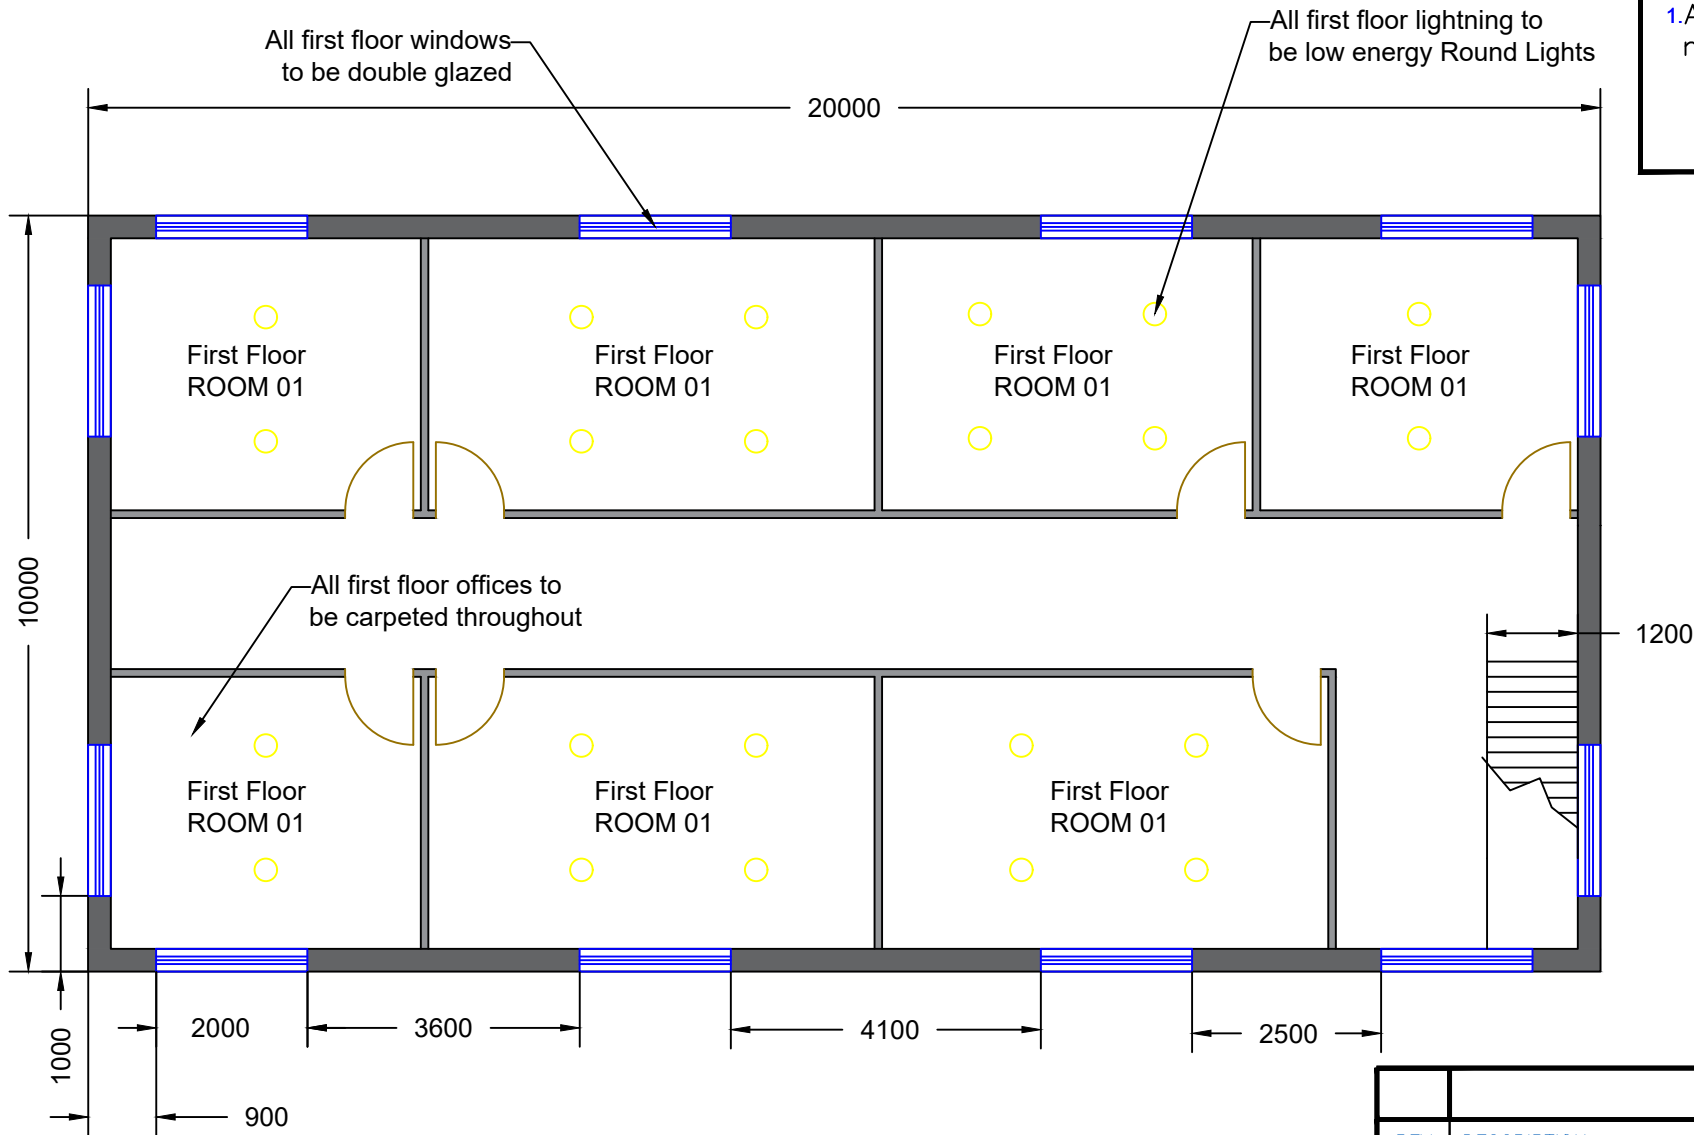 All first floor windows
to be double glazed
All first floor lightning to
be low energy Round Lights
1.
20000
First Floor
ROOM 01
First Floor
ROOM 01
First Floor
ROOM 01
First Floor
ROOM 01
10000
All first floor offices to
be carpeted throughout
1200
First Floor
ROOM 01
First Floor
ROOM 01
First Floor
ROOM 01
2000
3600
4100
2500
1000
900